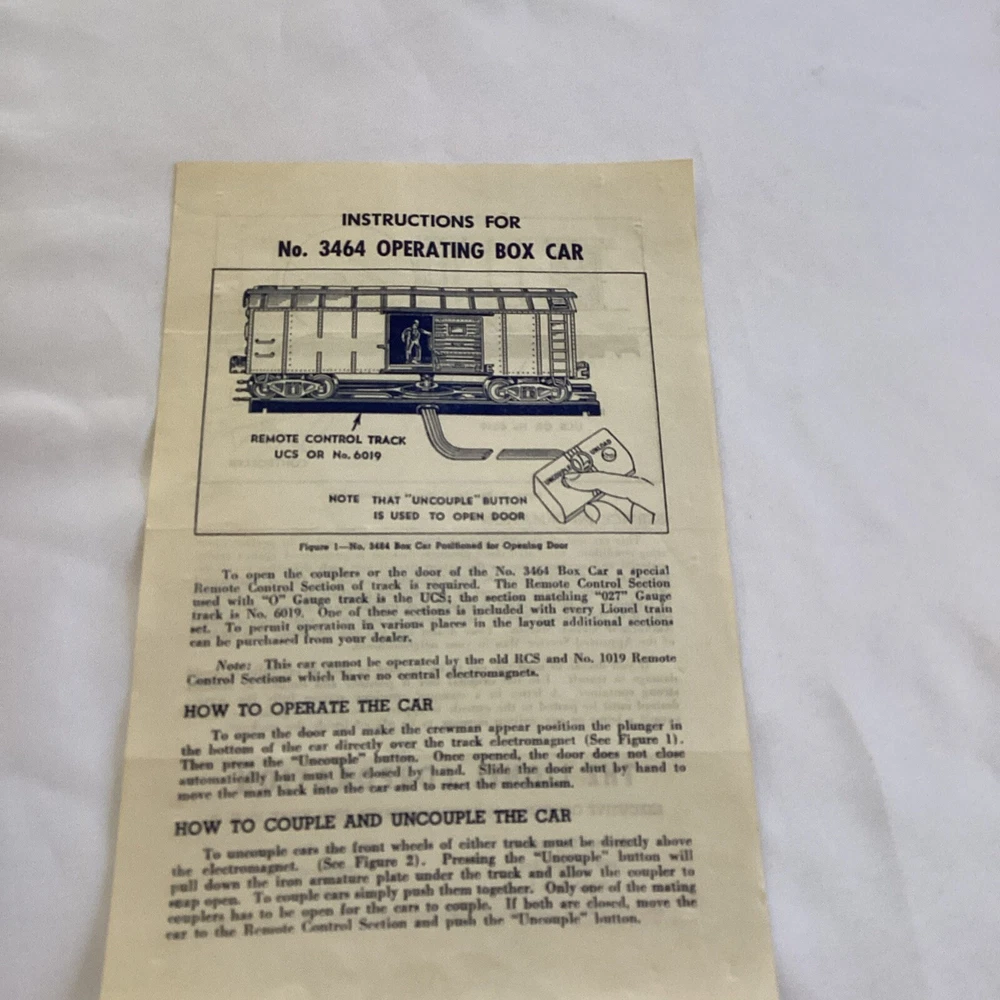 INSTRUCTIONS FOR
No. 3464 OPERATING BOX CAR
REMOTE CONTROL TRACK
UCS OR No. 6019
UNCOUPLE
UNLOAD
NOTE THAT "UNCOUPLE" BUTTON
IS USED TO OPEN DOOR
Figure 1—No. 3464 Box Car Positioned for Opening Door
To open the couplers or the door of the No. 3464 Box Car a special
Remote Control Section of track is required. The Remote Control Section
used with "O" Gauge track is the UCS; the section matching "027" Gauge
track is No. 6019. One of these sections is included with every Lionel train
set. To permit operation in various places in the layout additional sections
can be purchased from your dealer.
Note: This car cannot be operated by the old RCS and No. 1019 Remote
Control Sections which have no central electromagnets.
HOW TO OPERATE THE CAR
To open the door and make the crewman appear position the plunger in
the bottom of the car directly over the track electromagnet (See Figure 1).
Then press the "Uncouple" button. Once opened, the door does not close
automatically but must be closed by hand. Slide the door shut by hand to
move the man back into the car and to reset the mechanism.
HOW TO COUPLE AND UNCOUPLE THE CAR
To uncouple cars the front wheels of either truck must be directly above
the electromagnet. (See Figure 2). Pressing the "Uncouple" button will
pull down the iron armature plate under the truck and allow the coupler to
snap open. To couple cars simply push them together. Only one of the mating
couplers has to be open for the cars to couple. If both are closed, move the
car to the Remote Control Section and push the "Uncouple" button.